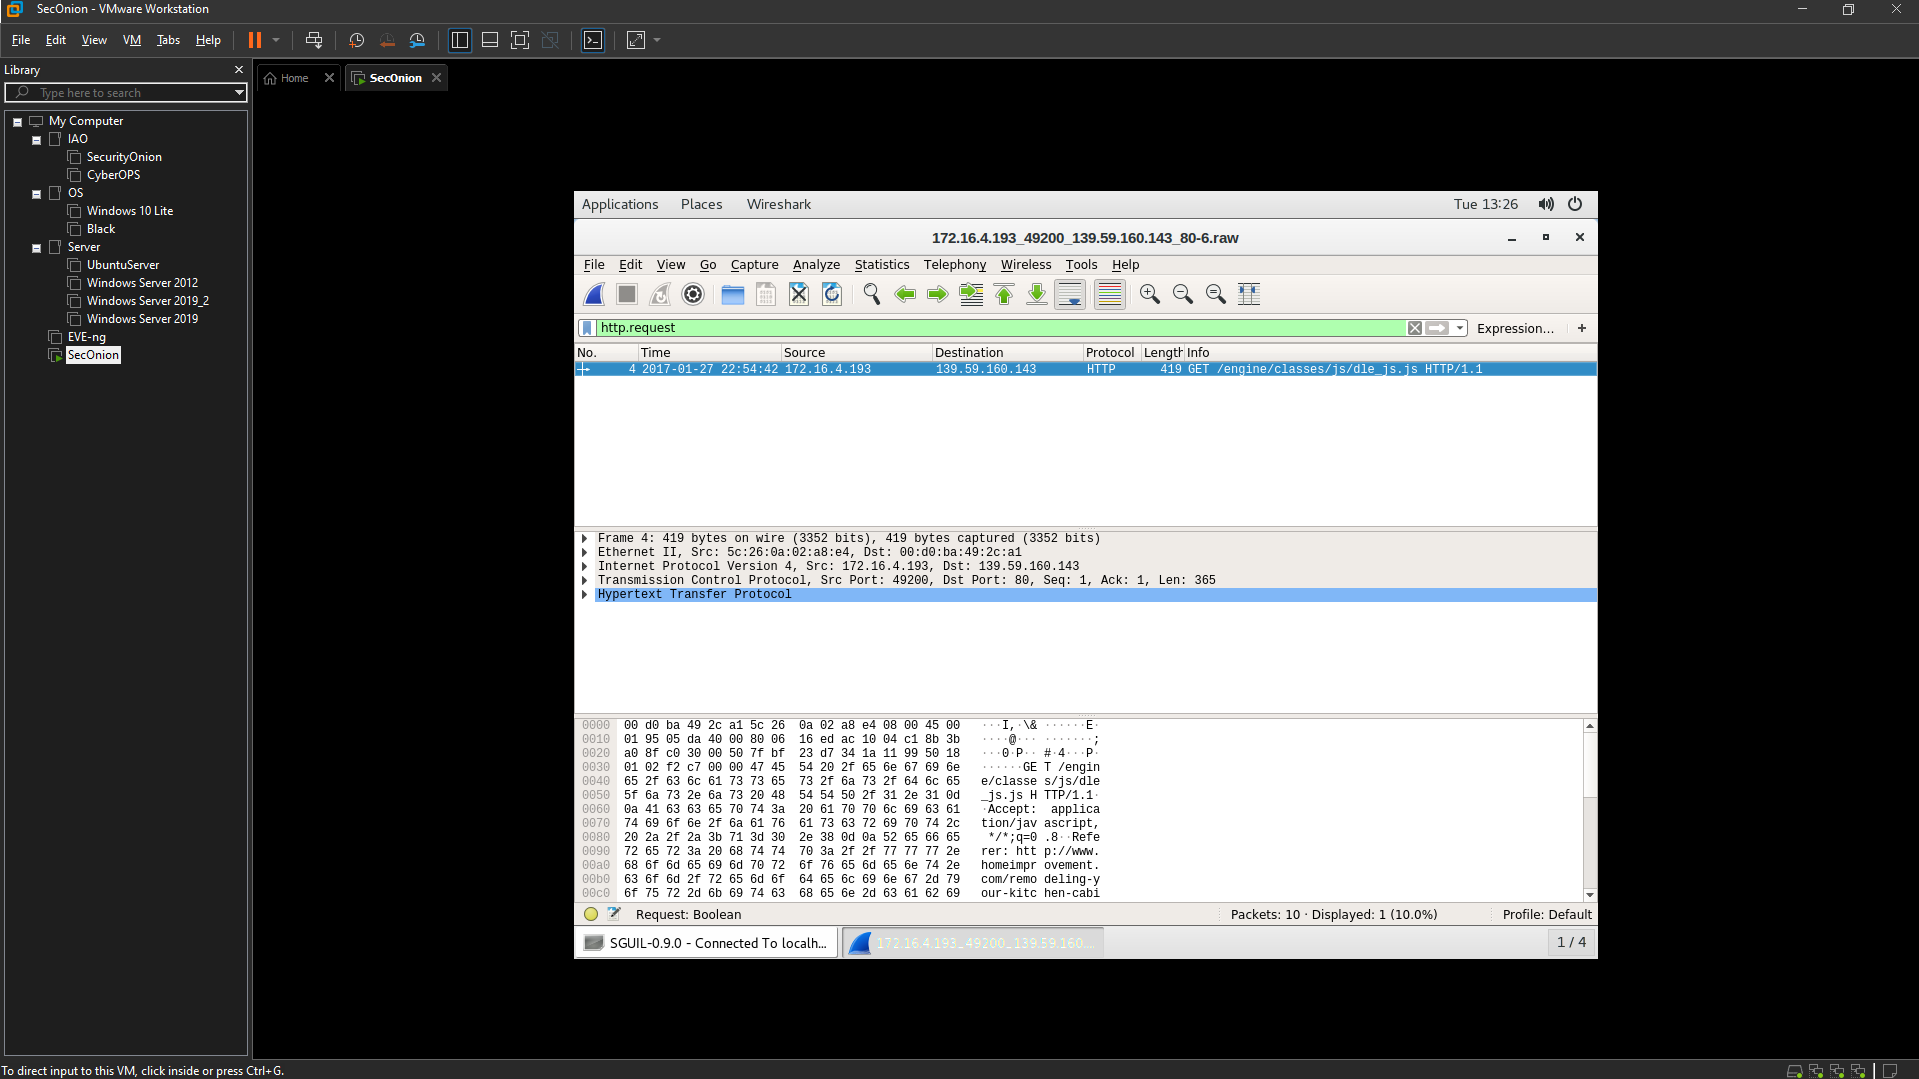 SecOnion - VMware Workstation
File Edit View VM Tabs Help
Library
Type here to search
Home
SecOnion
My Computer
IAO
SecurityOnion
CyberOPS
OS
Windows 10 Lite
Black
Server
UbuntuServer
Windows Server 2012
Windows Server 2019_2
Windows Server 2019
EVE-ng
SecOnion
Applications Places Wireshark Tue 13:26
172.16.4.193_49200_139.59.160.143_80-6.raw
File Edit View Go Capture Analyze Statistics Telephony Wireless Tools Help
http.request Expression... +
No. Time Source Destination Protocol Length Info
4 2017-01-27 22:54:42 172.16.4.193 139.59.160.143 HTTP 419 GET /engine/classes/js/dle_js.js HTTP/1.1
Frame 4: 419 bytes on wire (3352 bits), 419 bytes captured (3352 bits)
Ethernet II, Src: 5c:26:0a:02:a8:e4, Dst: 00:d0:ba:49:2c:a1
Internet Protocol Version 4, Src: 172.16.4.193, Dst: 139.59.160.143
Transmission Control Protocol, Src Port: 49200, Dst Port: 80, Seq: 1, Ack: 1, Len: 365
Hypertext Transfer Protocol
0000 00 d0 ba 49 2c a1 5c 26 0a 02 a8 e4 08 00 45 00 ···I,·\& ······E·
0010 01 95 05 da 40 00 80 06 16 ed ac 10 04 c1 8b 3b ····@··· ·······;
0020 a0 8f c0 30 00 50 7f bf 23 d7 34 1a 11 99 50 18 ···0·P·· #·4···P·
0030 01 02 f2 c7 00 00 47 45 54 20 2f 65 6e 67 69 6e ······GE T /engin
0040 65 2f 63 6c 61 73 73 65 73 2f 6a 73 2f 64 6c 65 e/classe s/js/dle
0050 5f 6a 73 2e 6a 73 20 48 54 54 50 2f 31 2e 31 0d _js.js H TTP/1.1·
0060 0a 41 63 63 65 70 74 3a 20 61 70 70 6c 69 63 61 ·Accept: applica
0070 74 69 6f 6e 2f 6a 61 76 61 73 63 72 69 70 74 2c tion/jav ascript,
0080 20 2a 2f 2a 3b 71 3d 30 2e 38 0d 0a 52 65 66 65 */*;q=0 .8··Refe
0090 72 65 72 3a 20 68 74 74 70 3a 2f 2f 77 77 77 2e rer: htt p://www.
00a0 68 6f 6d 65 69 6d 70 72 6f 76 65 6d 65 6e 74 2e homeimpr ovement.
00b0 63 6f 6d 2f 72 65 6d 6f 64 65 6c 69 6e 67 2d 79 com/remo deling-y
00c0 6f 75 72 2d 6b 69 74 63 68 65 6e 2d 63 61 62 69 our-kitc hen-cabi
Request: Boolean Packets: 10 · Displayed: 1 (10.0%) Profile: Default
SGUIL-0.9.0 - Connected To localh... 172.16.4.193_49200_139.59.160.... 1 / 4
To direct input to this VM, click inside or press Ctrl+G.